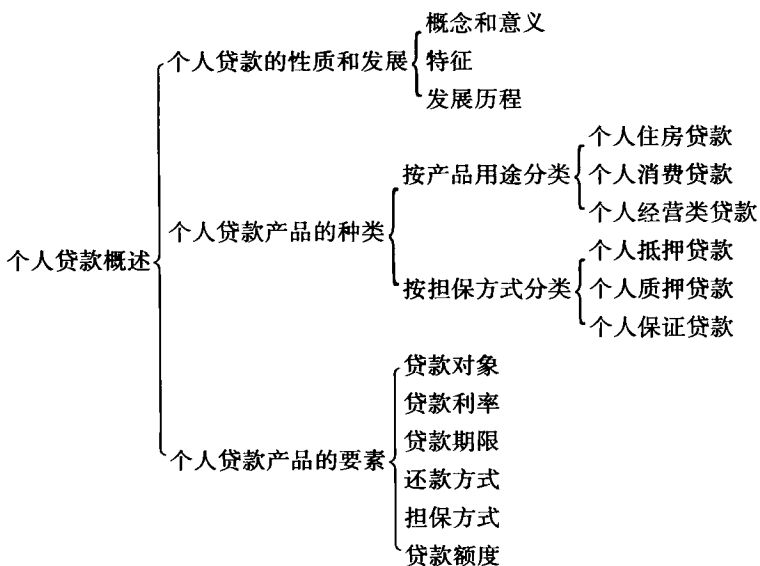 个人贷款概述
个人贷款的性质和发展
概念和意义
特征
发展历程
个人贷款产品的种类
按产品用途分类
个人住房贷款
个人消费贷款
个人经营类贷款
按担保方式分类
个人抵押贷款
个人质押贷款
个人保证贷款
个人贷款产品的要素
贷款对象
贷款利率
贷款期限
还款方式
担保方式
贷款额度